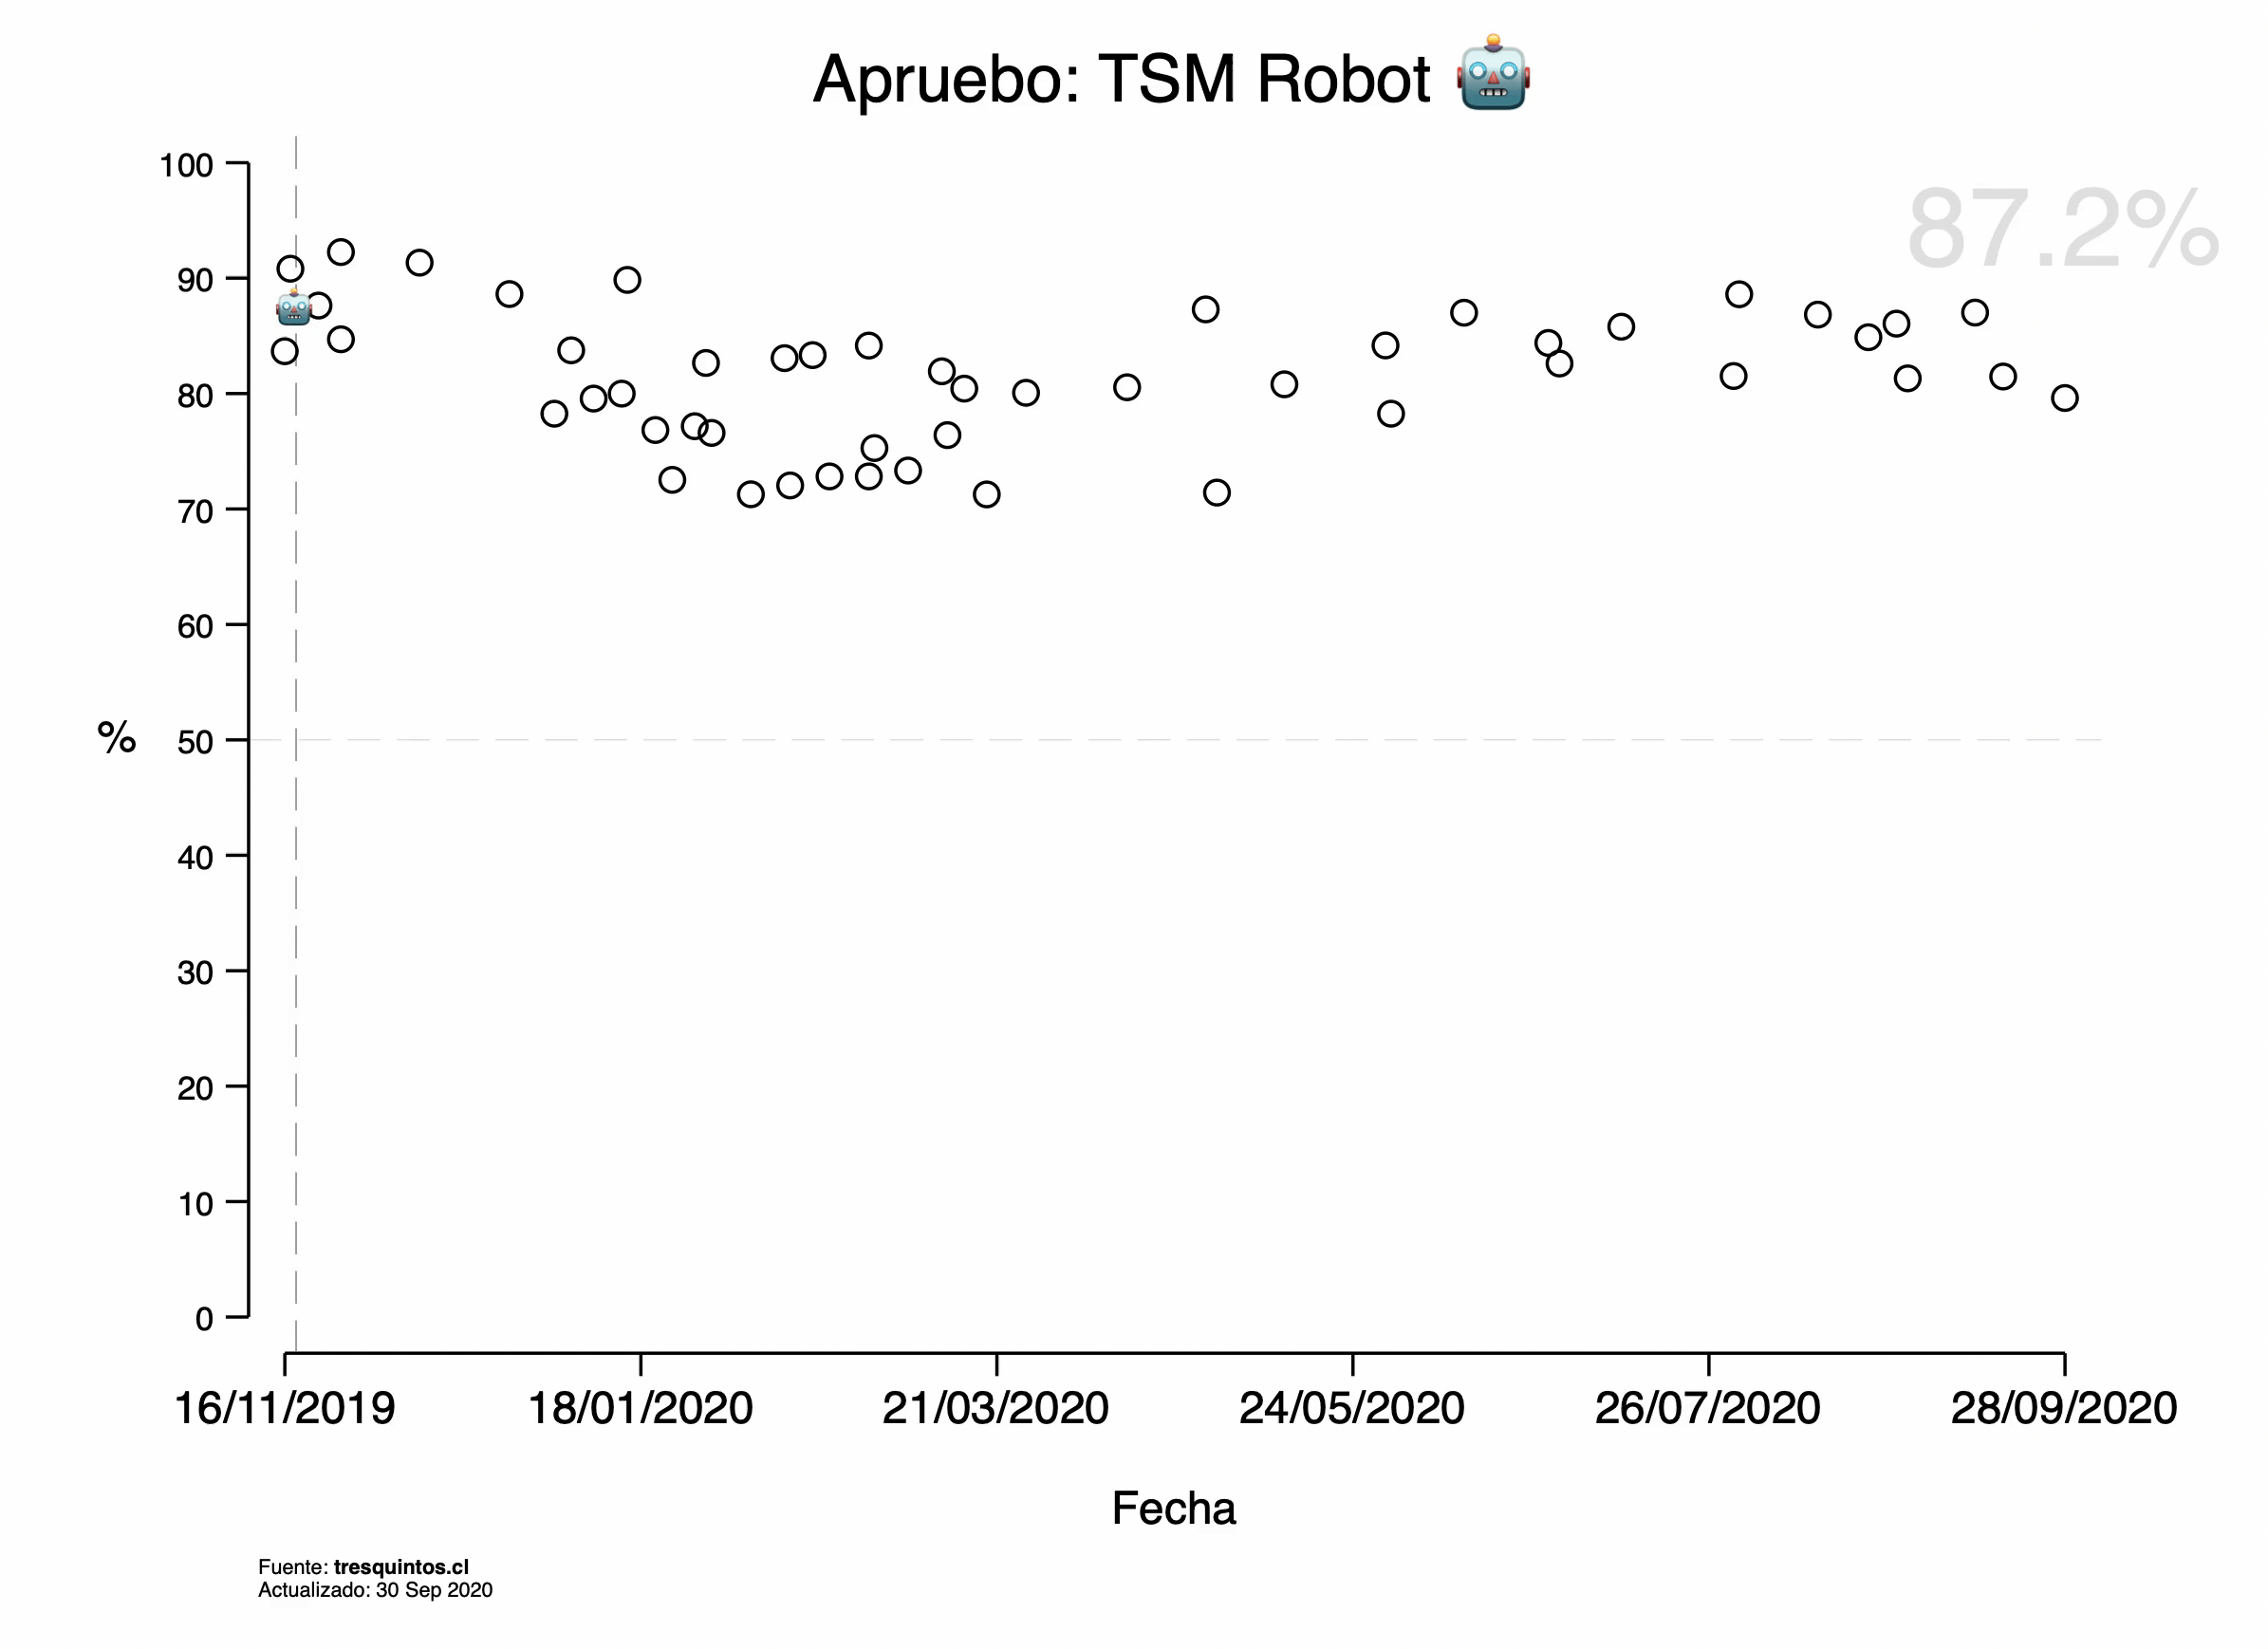 Apruebo: TSM Robot 🤖
87.2%
100
90
80
70
60
50
40
30
20
10
0
%
16/11/2019 18/01/2020 21/03/2020 24/05/2020 26/07/2020 28/09/2020
Fecha
Fuente: tresquintos.cl
Actualizado: 30 Sep 2020